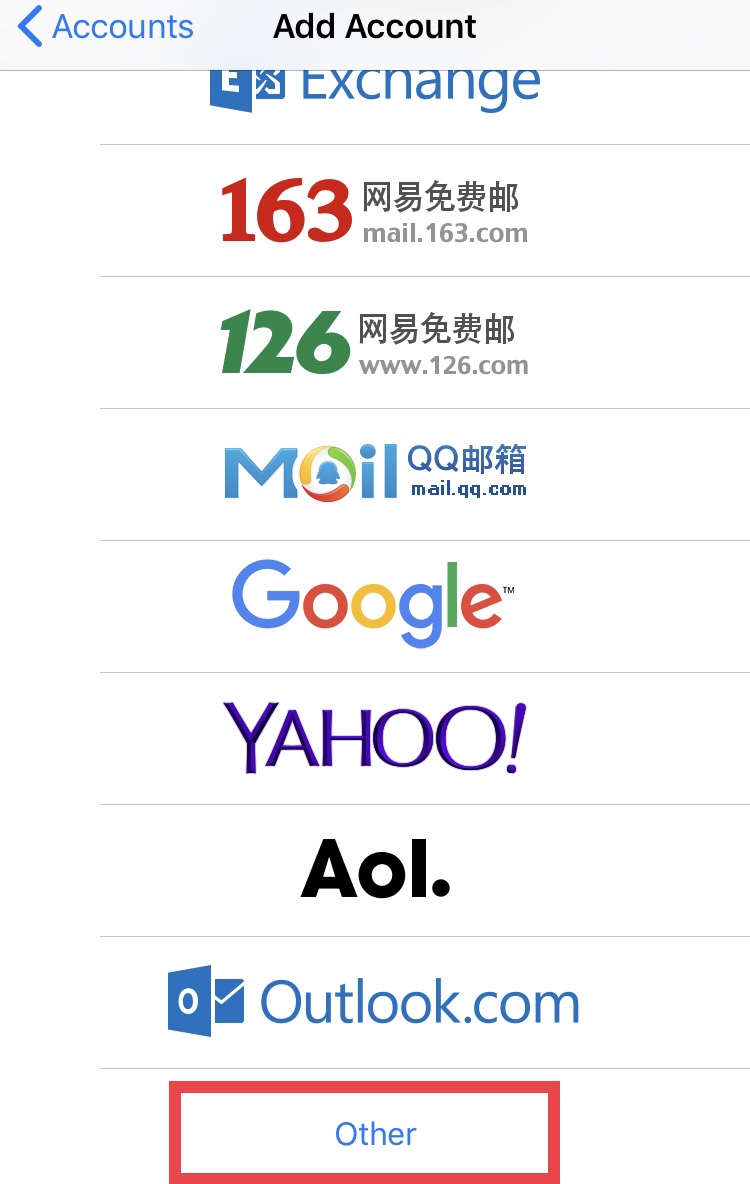 Accounts
Add Account
Exchange
163 网易免费邮
mail.163.com
126 网易免费邮
www.126.com
Mail QQ邮箱
mail.qq.com
Google™
YAHOO!
Aol.
Outlook.com
Other